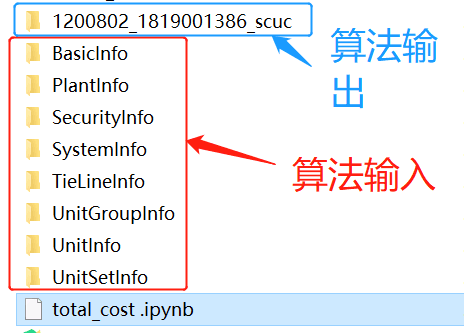 1200802_1819001386_scuc
BasicInfo
PlantInfo
SecurityInfo
SystemInfo
TieLineInfo
UnitGroupInfo
UnitInfo
UnitSetInfo
total_cost .ipynb
算法输
出
算法输入